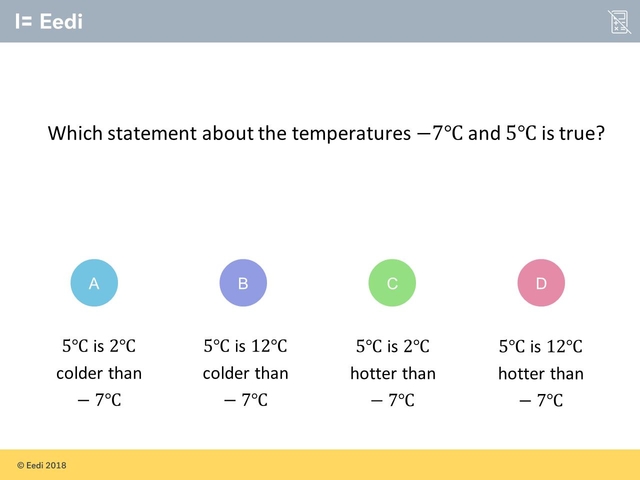 Eedi
Which statement about the temperatures −7℃ and 5℃ is true?
A
B
C
D
5℃ is 2℃
colder than
− 7℃
5℃ is 12℃
colder than
− 7℃
5℃ is 2℃
hotter than
− 7℃
5℃ is 12℃
hotter than
− 7℃
© Eedi 2018